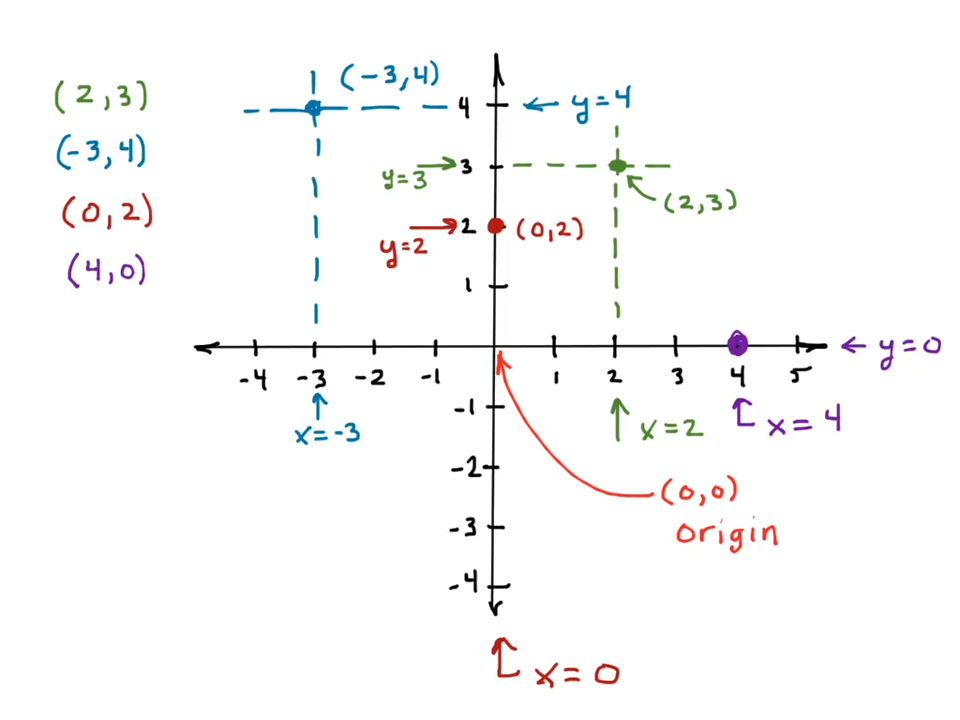 (2,3)
(-3,4)
(0,2)
(4,0)
(-3,4)
4
y=4
y=3
3
(2,3)
y=2
2
(0,2)
1
-4 -3 -2 -1 1 2 3 4 5
y=0
x=-3
-1
x=2
x=4
-2
(0,0)
origin
-3
-4
x=0